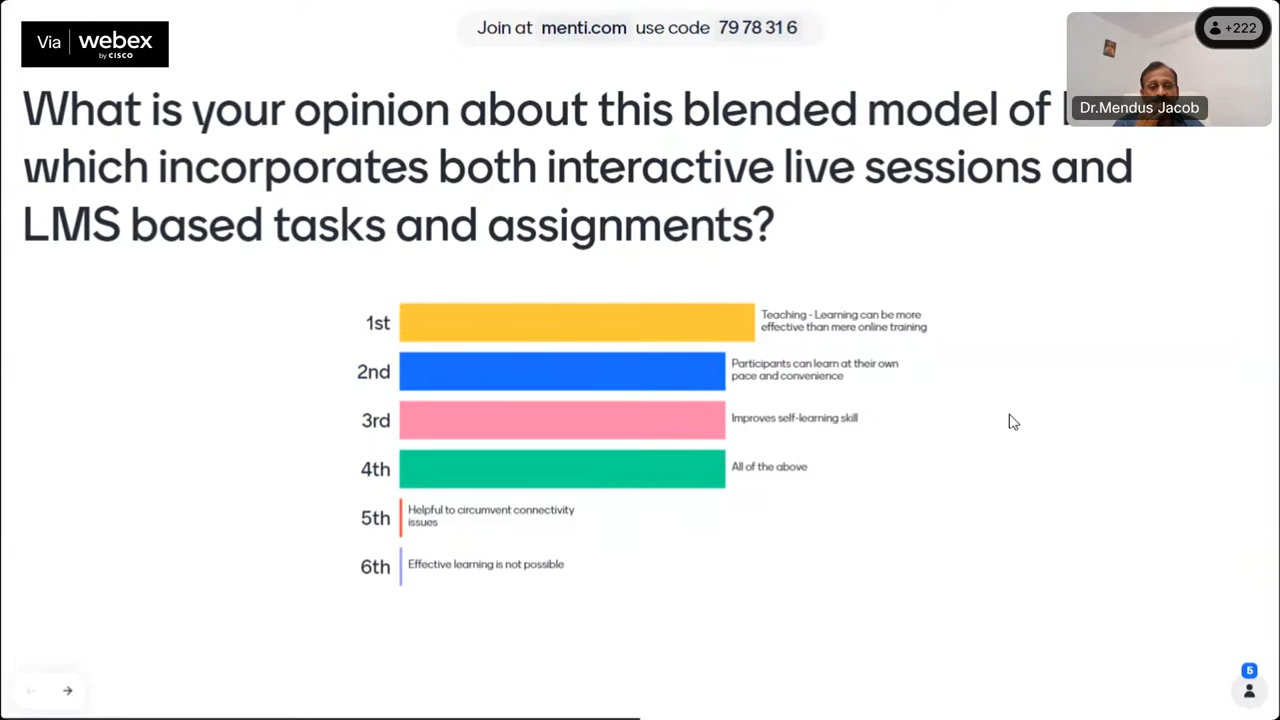 Via webex
by CISCO
Join at menti.com use code 79 78 31 6
+222
Dr.Mendus Jacob
What is your opinion about this blended model of
which incorporates both interactive live sessions and
LMS based tasks and assignments?
1st
Teaching - Learning can be more
effective than mere online training
2nd
Participants can learn at their own
pace and convenience
3rd
Improves self-learning skill
4th
All of the above
5th
Helpful to circumvent connectivity
issues
6th
Effective learning is not possible
5